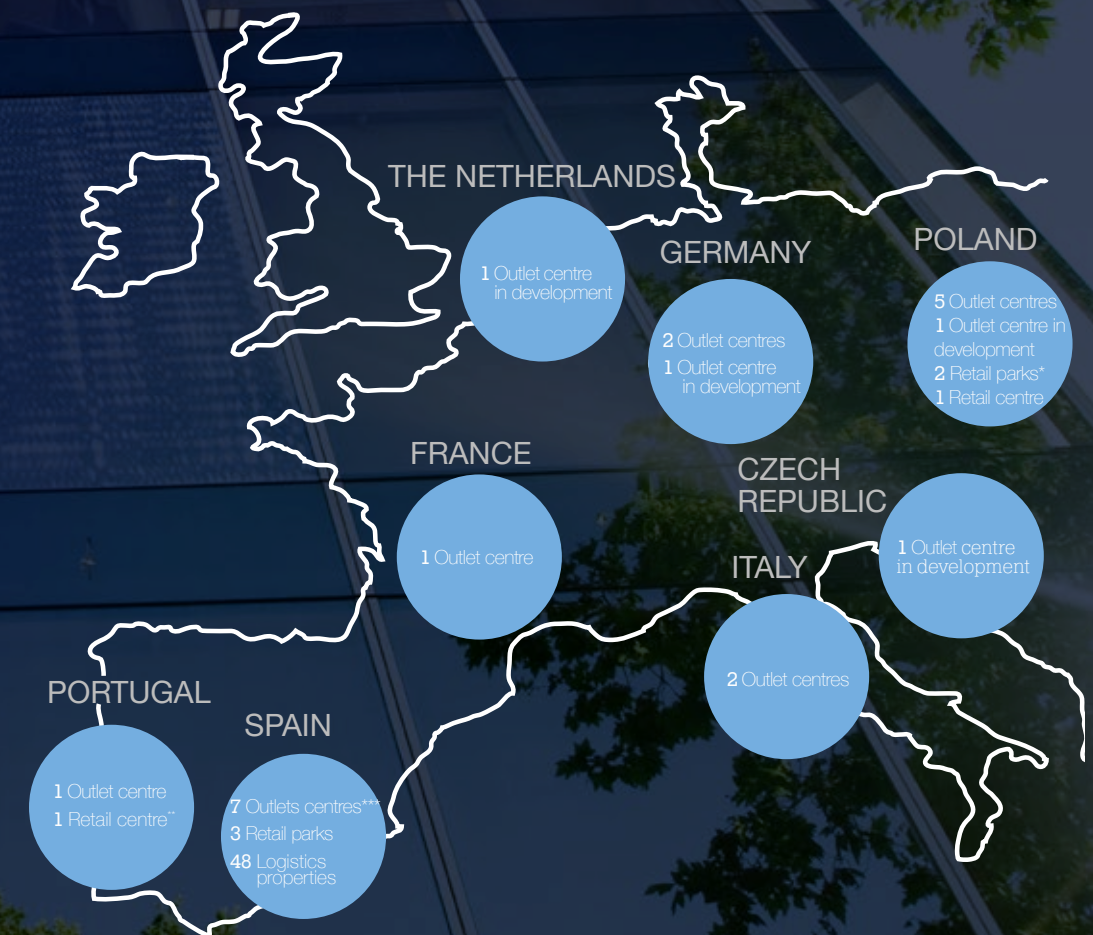 THE NETHERLANDS
1 Outlet centre
in development
GERMANY
2 Outlet centres
1 Outlet centre
in development
POLAND
5 Outlet centres
1 Outlet centre in
development
2 Retail parks*
1 Retail centre
FRANCE
1 Outlet centre
CZECH
REPUBLIC
1 Outlet centre
in development
ITALY
2 Outlet centres
PORTUGAL
1 Outlet centre
1 Retail centre**
SPAIN
7 Outlets centres***
3 Retail parks
48 Logistics
properties